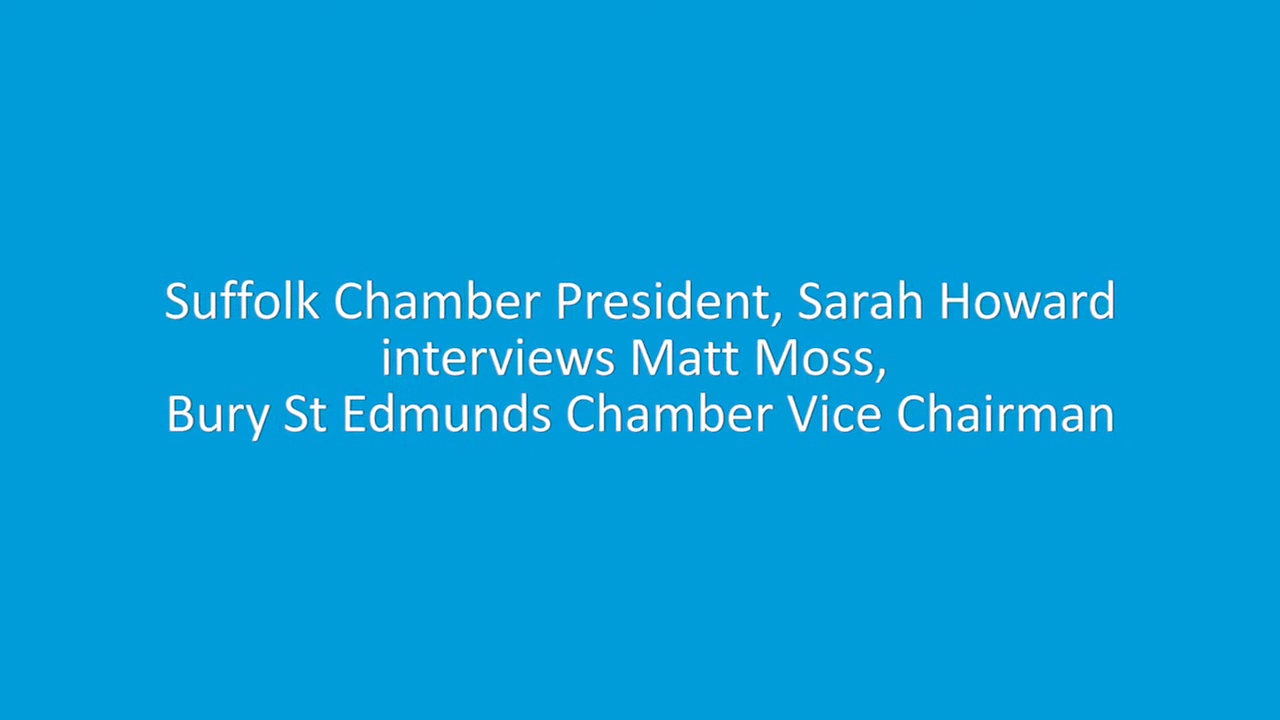 Suffolk Chamber President, Sarah Howard
interviews Matt Moss,
Bury St Edmunds Chamber Vice Chairman